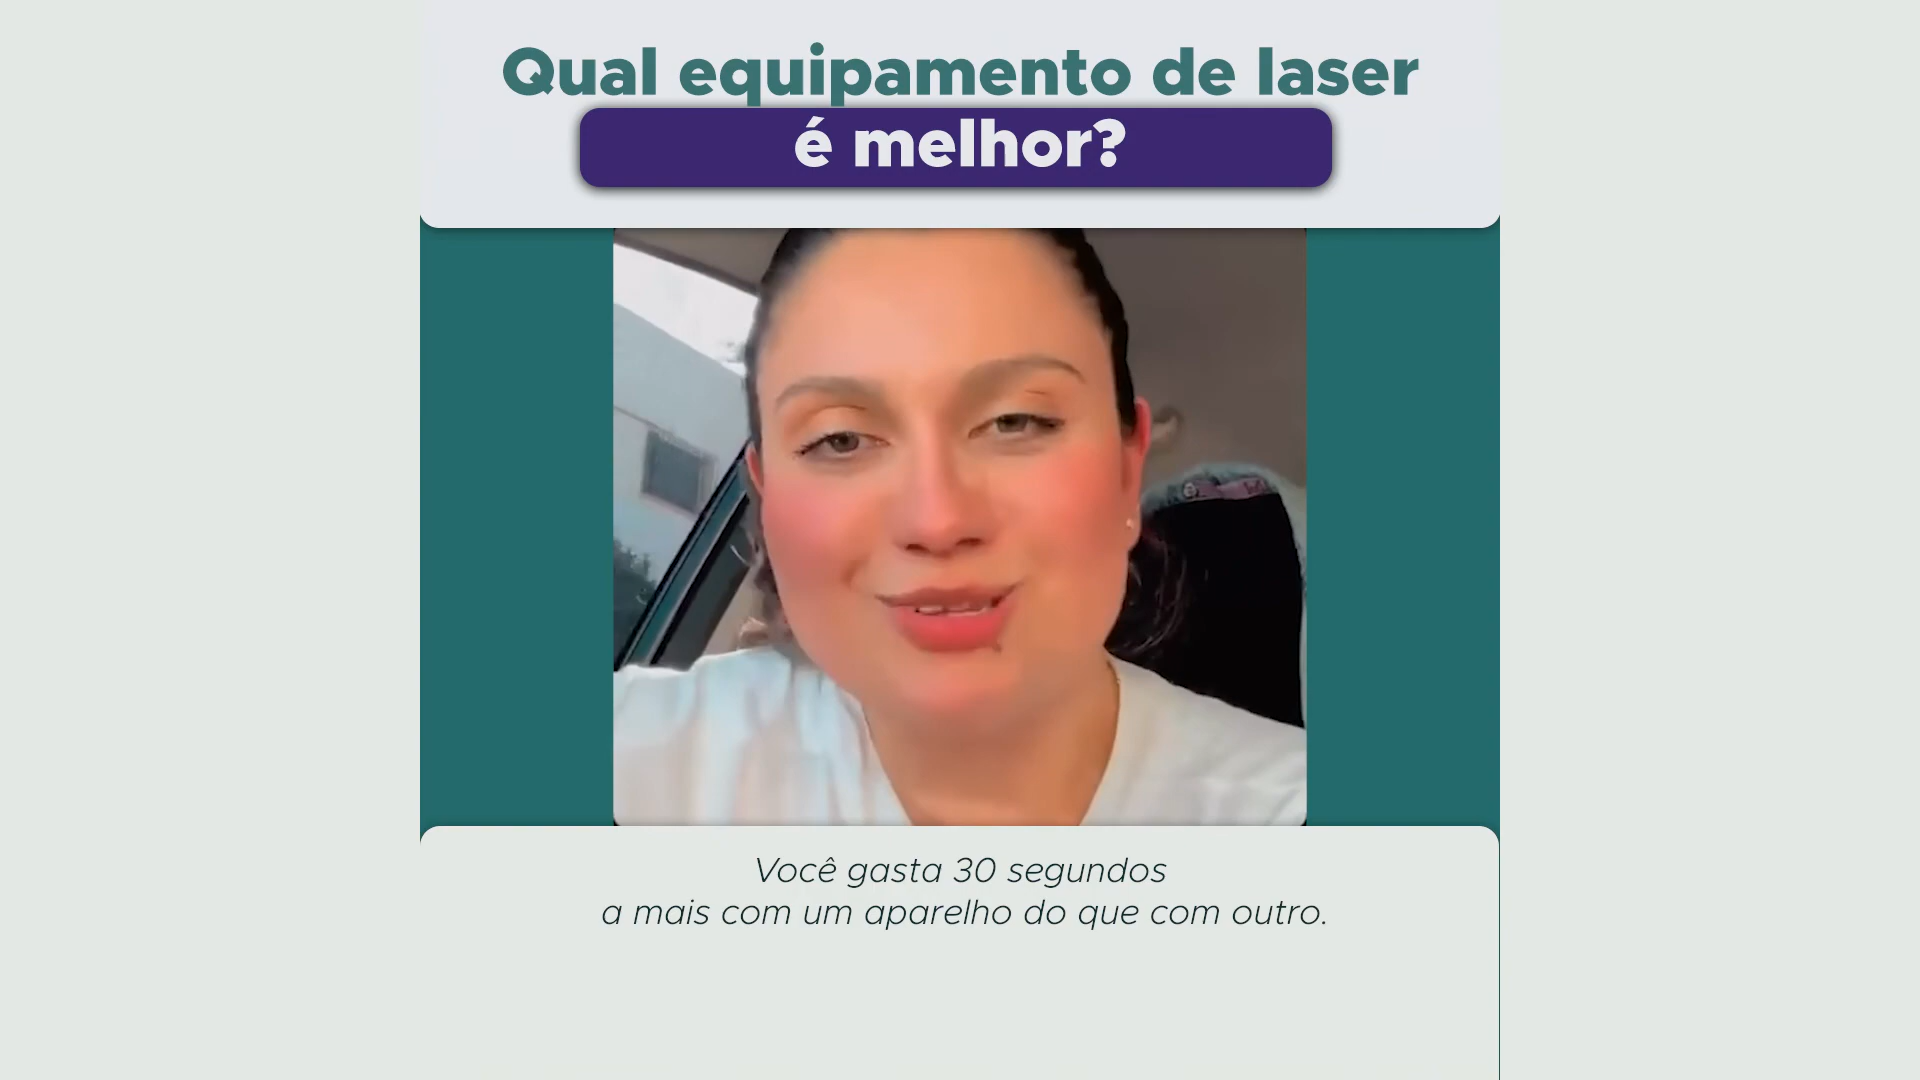 Qual equipamento de laser
é melhor?
Você gasta 30 segundos
a mais com um aparelho do que com outro.